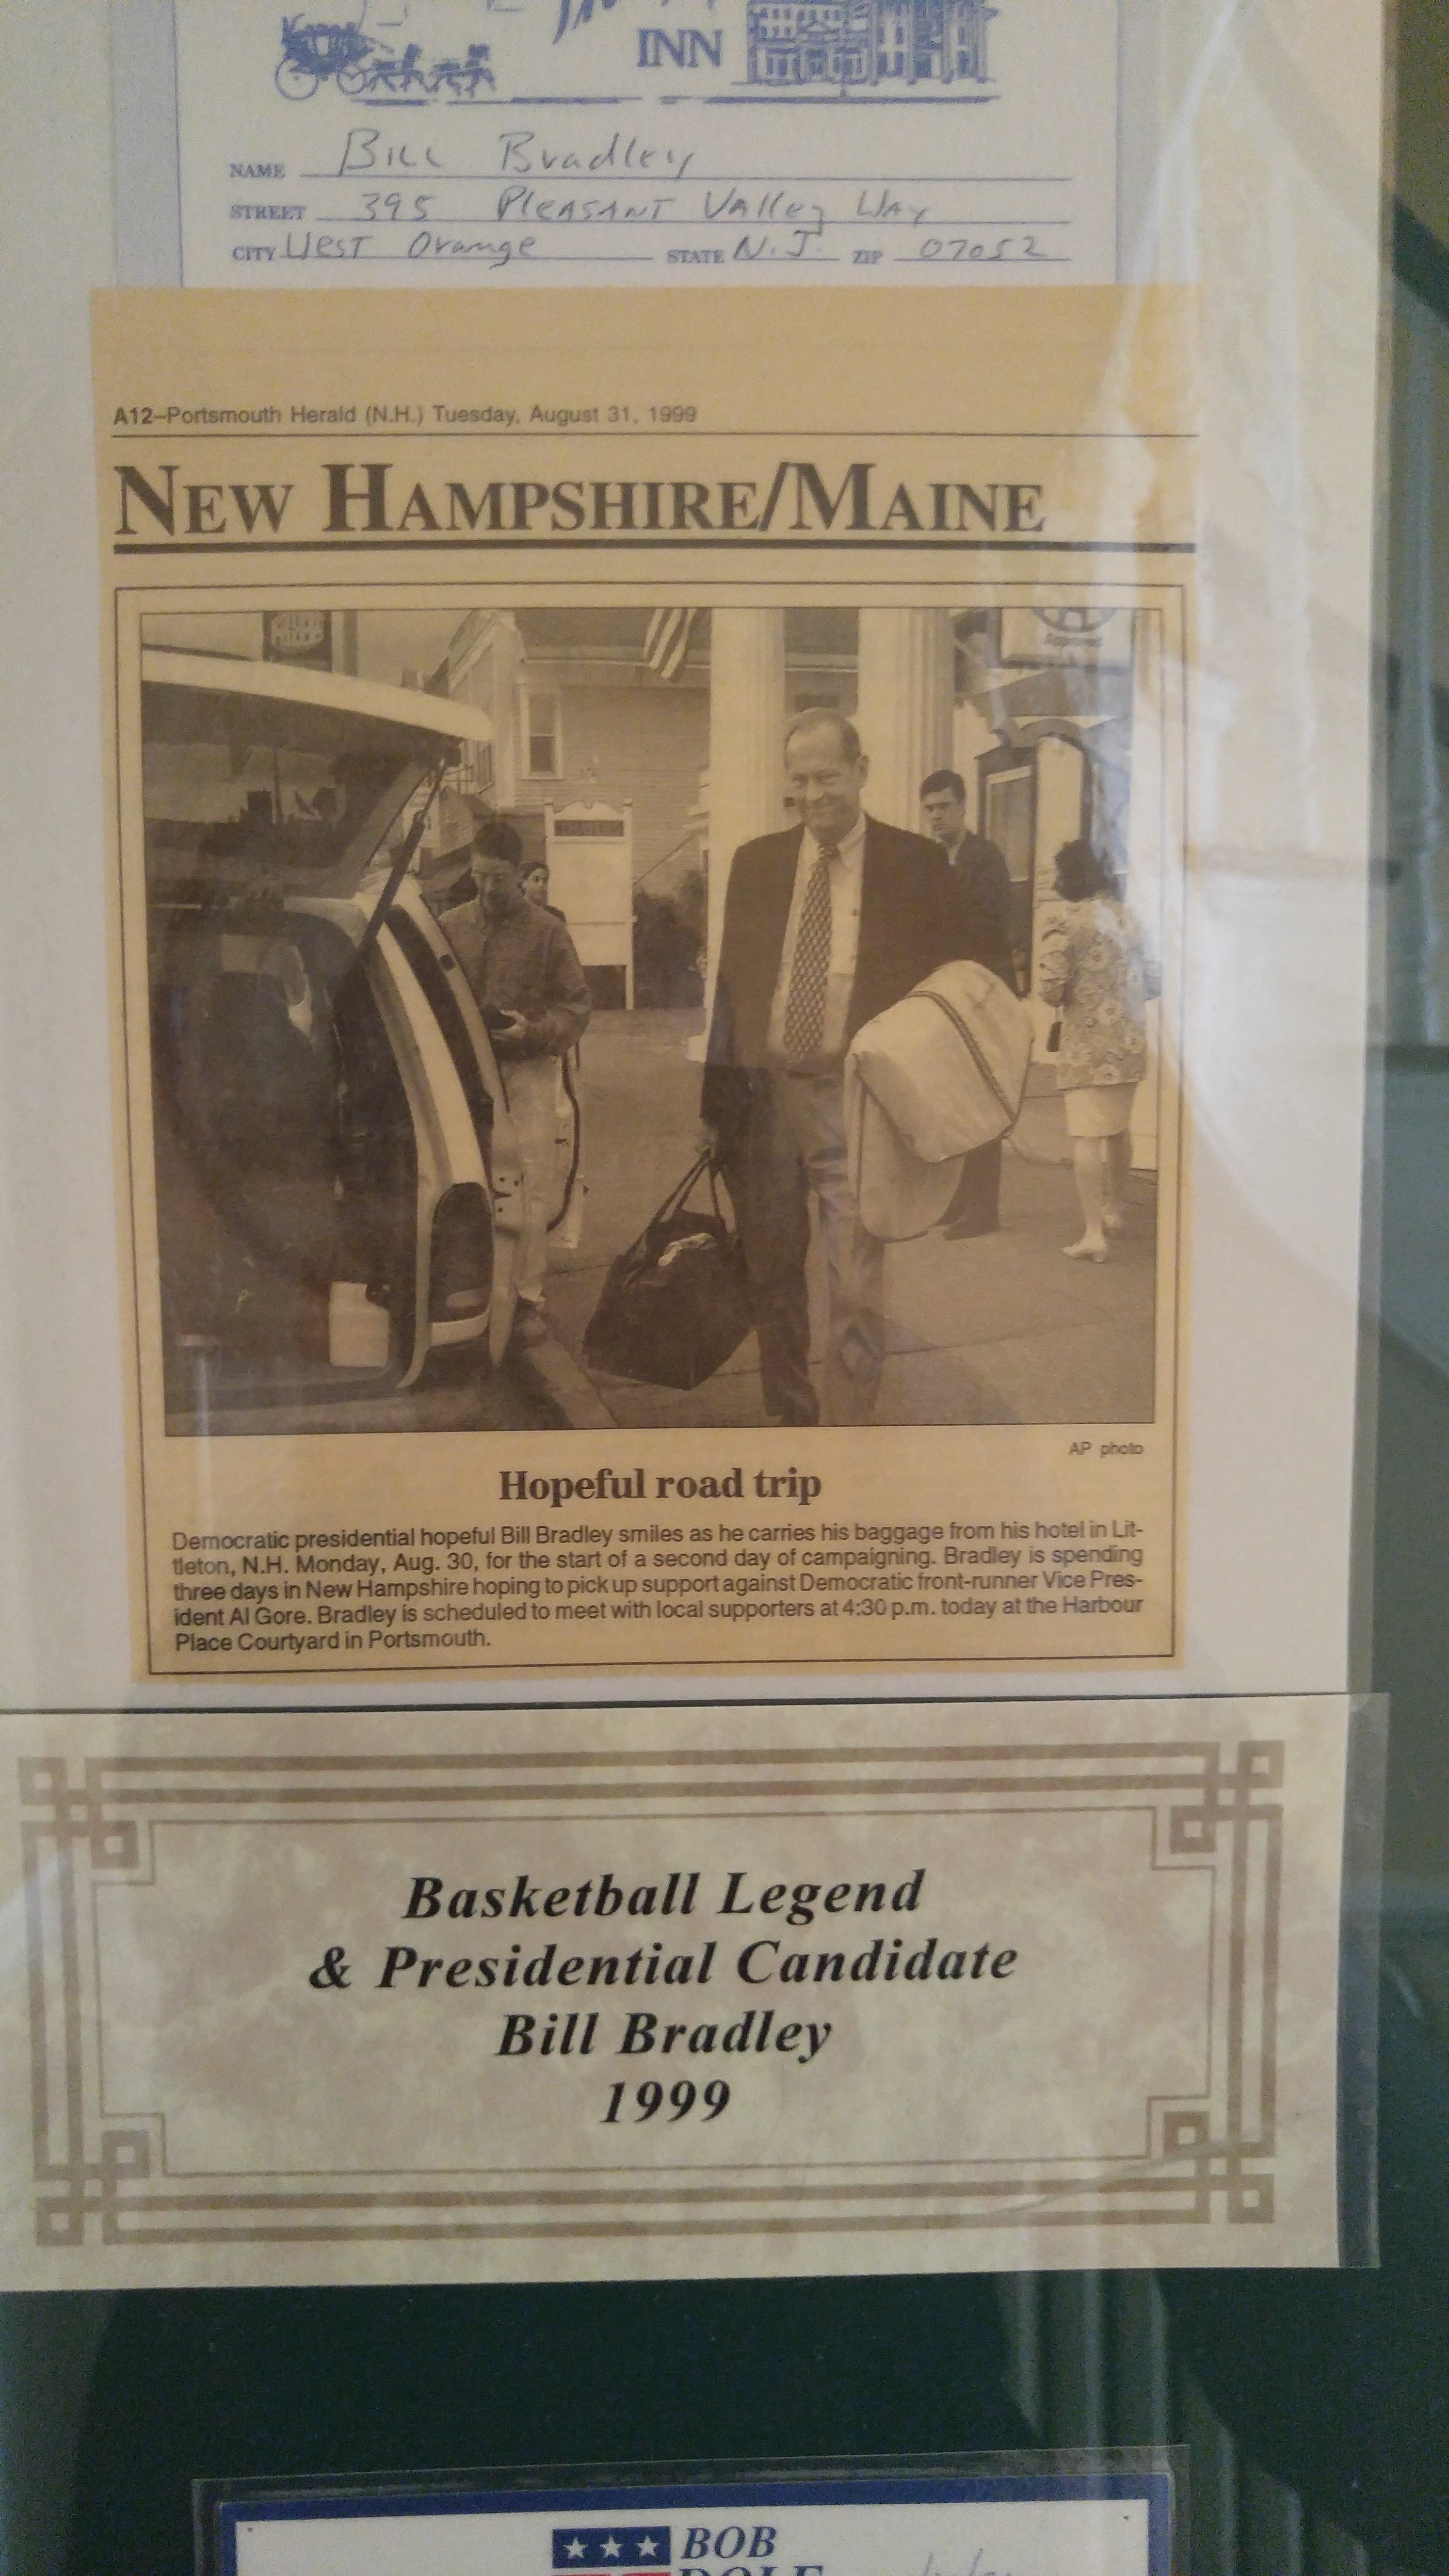 INN
NAME Bill Bradley
STREET 395 Pleasant Valley Way
CITY West Orange STATE N.J. ZIP 07052
A12–Portsmouth Herald (N.H.) Tuesday, August 31, 1999
NEW HAMPSHIRE/MAINE
Approved
AP photo
Hopeful road trip
Democratic presidential hopeful Bill Bradley smiles as he carries his baggage from his hotel in Lit-
tleton, N.H. Monday, Aug. 30, for the start of a second day of campaigning. Bradley is spending
three days in New Hampshire hoping to pick up support against Democratic front-runner Vice Pres-
ident Al Gore. Bradley is scheduled to meet with local supporters at 4:30 p.m. today at the Harbour
Place Courtyard in Portsmouth.
Basketball Legend
& Presidential Candidate
Bill Bradley
1999
BOB
DOLE